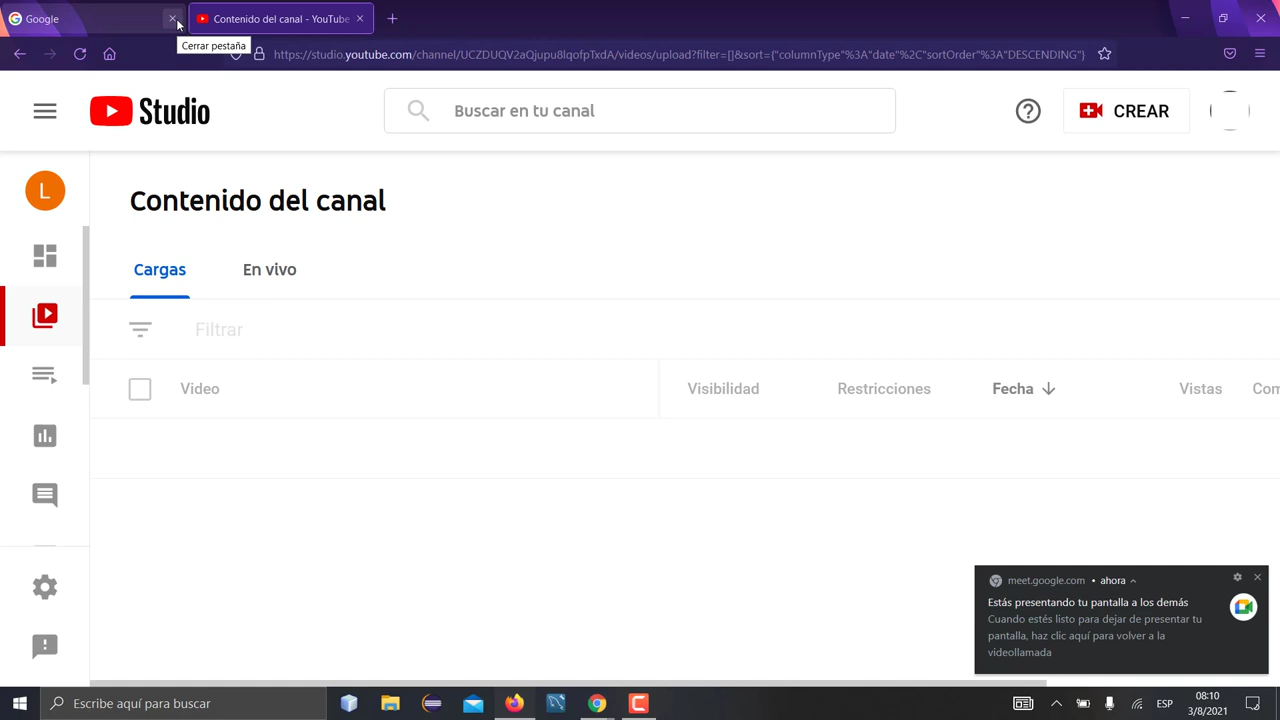 Google
Contenido del canal - YouTube
Cerrar pestaña
https://studio.youtube.com/channel/UCZDUQV2aQjupu8lqofpTxdA/videos/upload?filter=[]&sort={"columnType"%3A"date"%2C"sortOrder"%3A"DESCENDING"}
Studio
Buscar en tu canal
CREAR
L
Contenido del canal
Cargas
En vivo
Filtrar
Video
Visibilidad
Restricciones
Fecha
Vistas
Com
meet.google.com • ahora
Estás presentando tu pantalla a los demás
Cuando estés listo para dejar de presentar tu
pantalla, haz clic aquí para volver a la
videollamada
Escribe aquí para buscar
ESP
08:10
3/8/2021